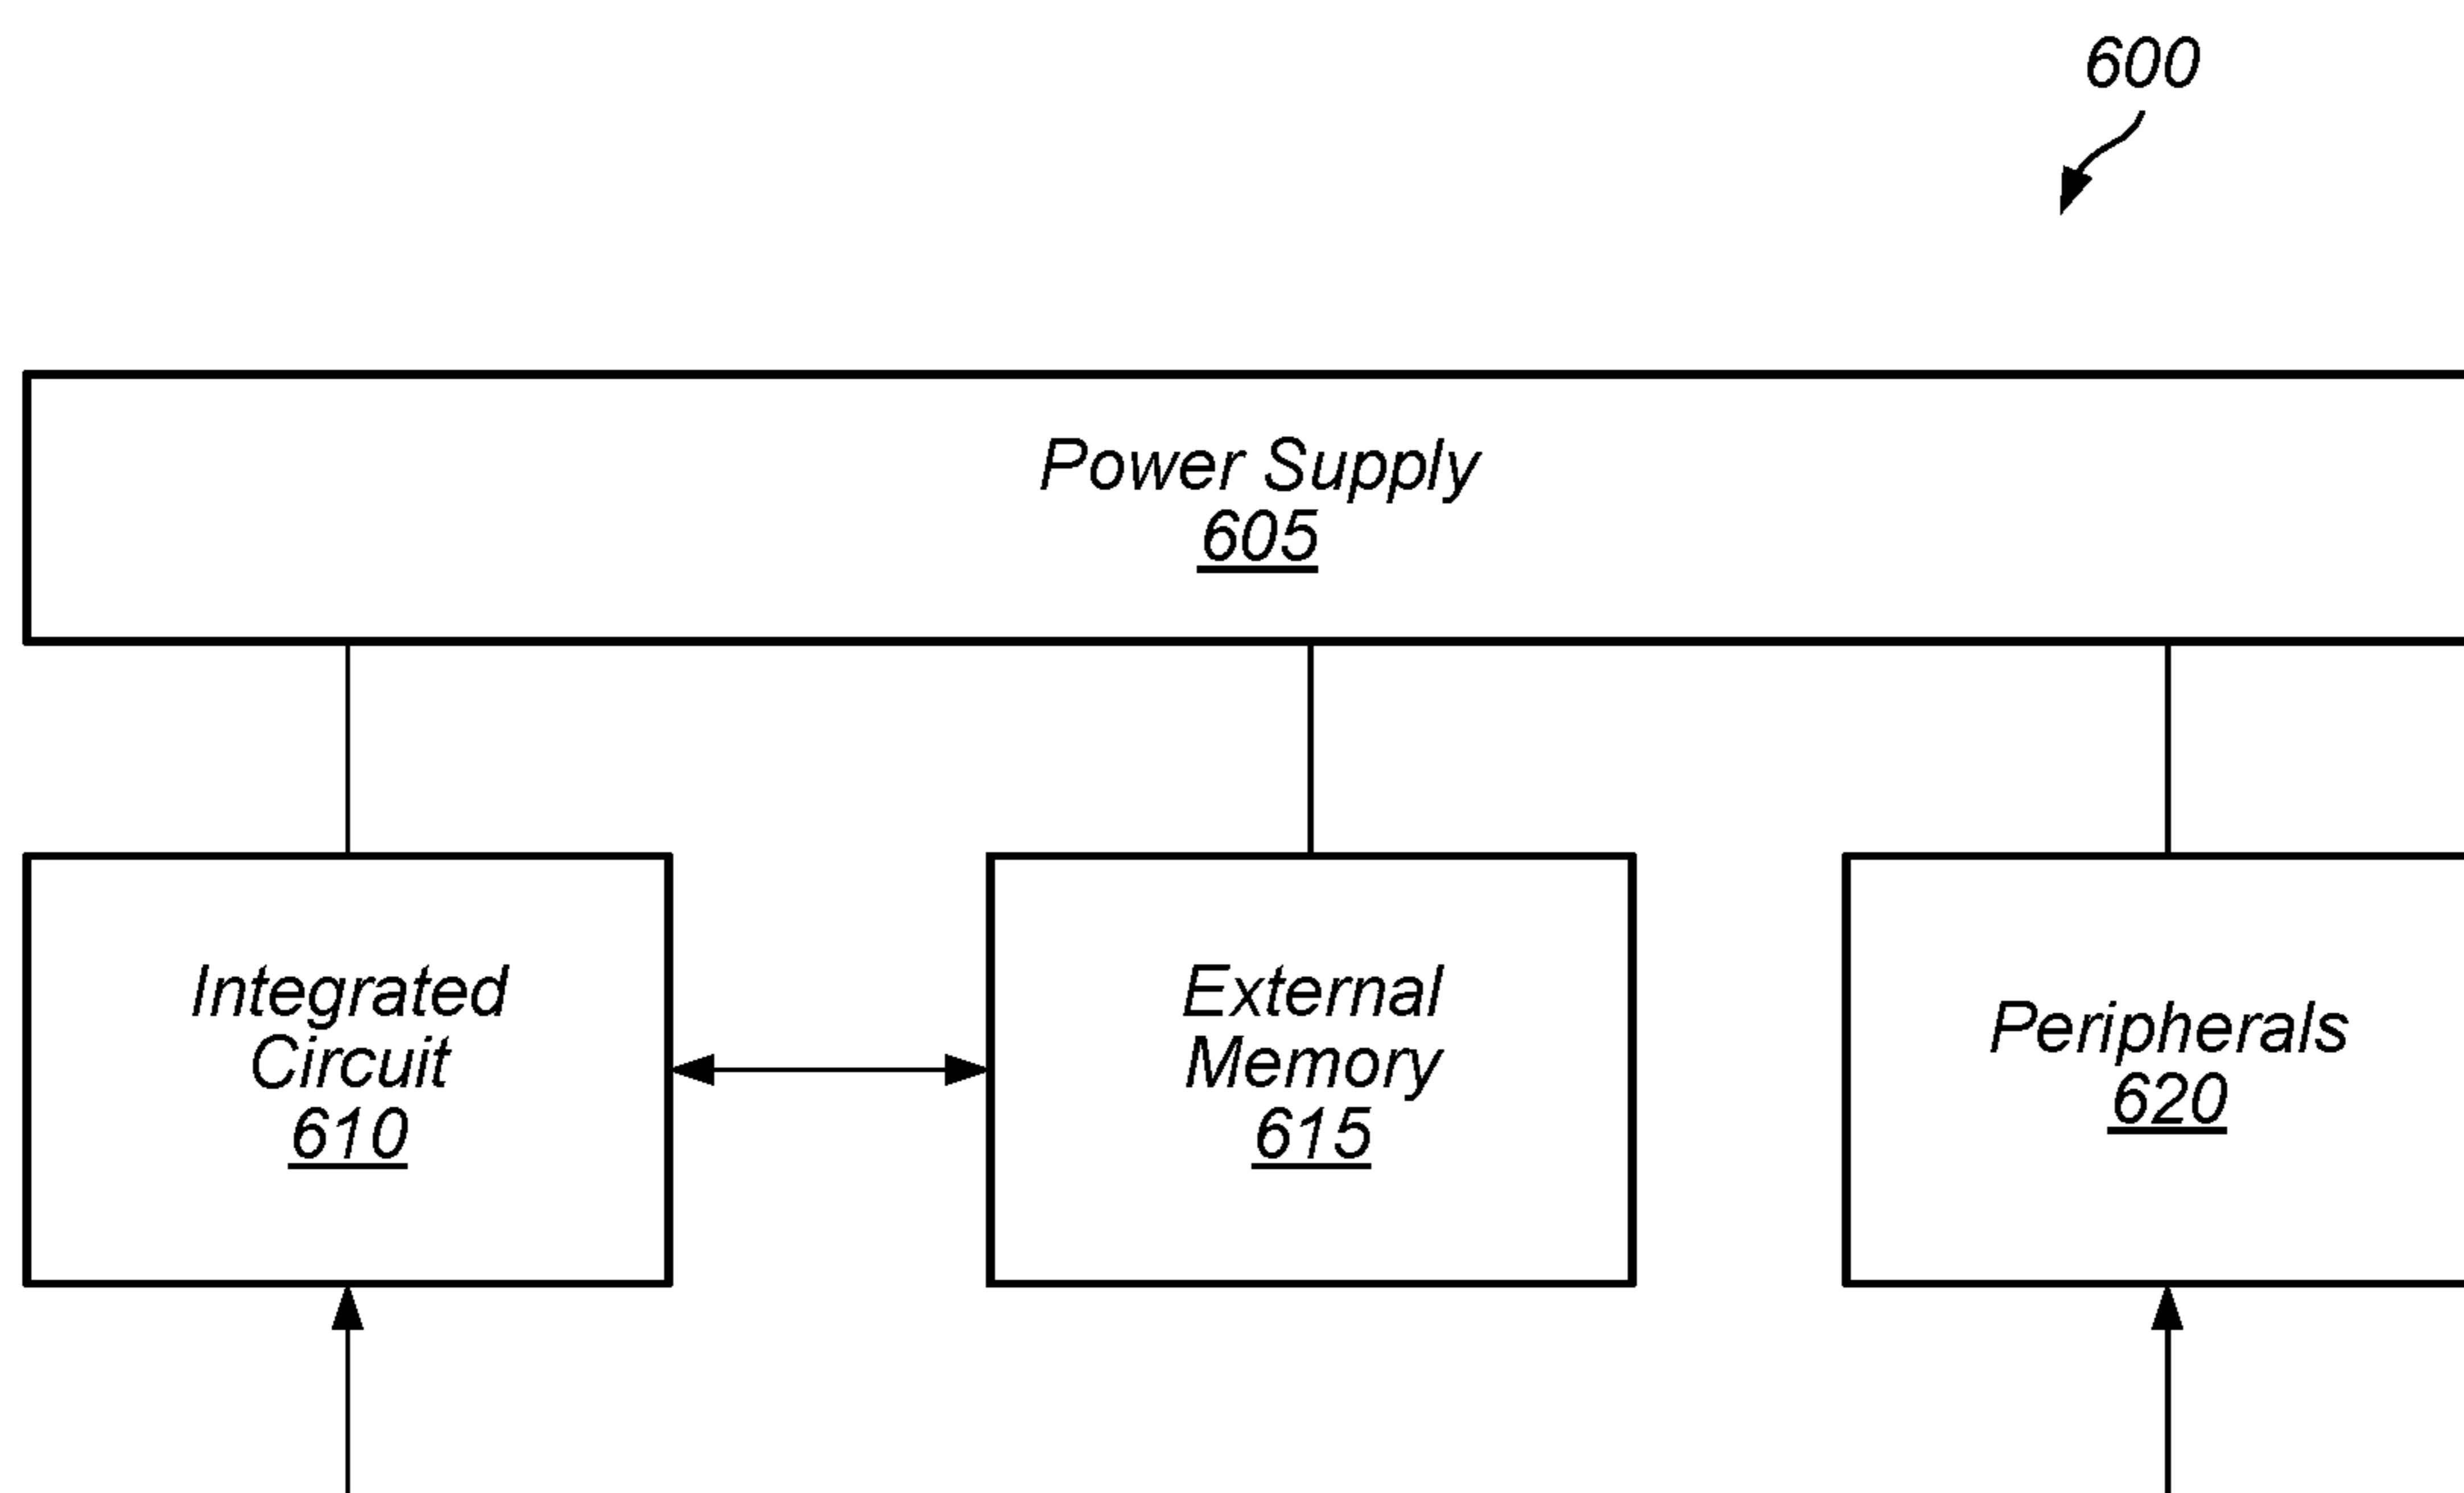 600
Power Supply
605
Integrated
Circuit
610
External
Memory
615
Peripherals
620